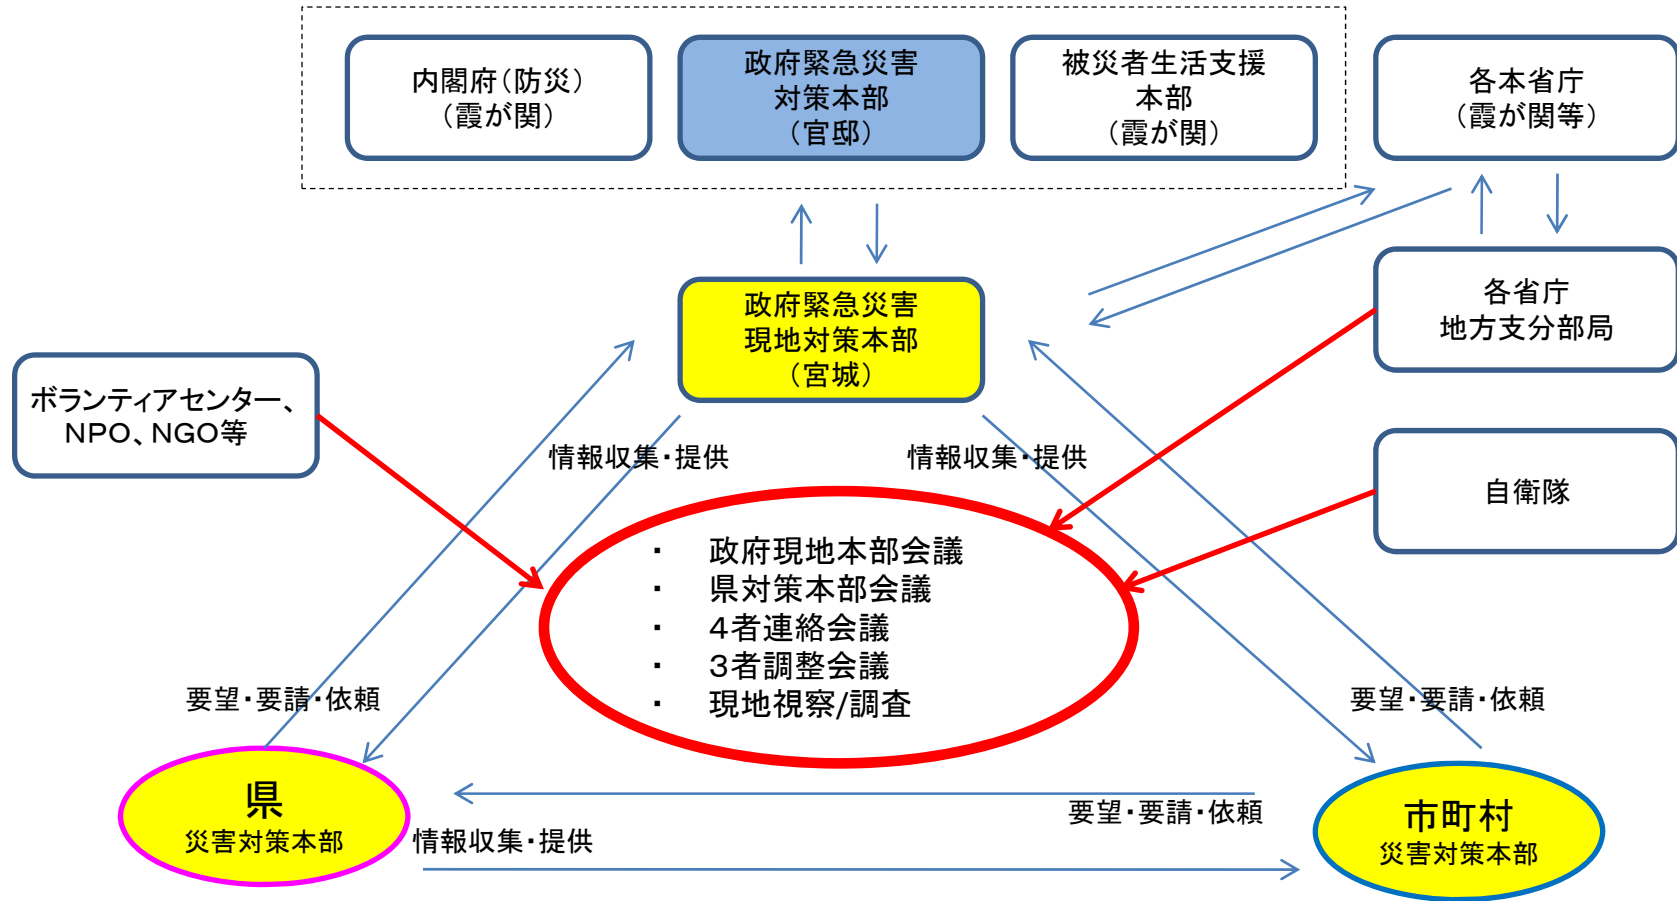 内閣府（防災）
（霞が関）
政府緊急災害
対策本部
（官邸）
被災者生活支援
本部
（霞が関）
各本省庁
（霞が関等）
政府緊急災害
現地対策本部
（宮城）
各省庁
地方支分部局
ボランティアセンター、
NPO、NGO等
情報収集・提供
情報収集・提供
自衛隊
・ 政府現地本部会議
・ 県対策本部会議
・ 4者連絡会議
・ 3者調整会議
・ 現地視察/調査
要望・要請・依頼
要望・要請・依頼
県
災害対策本部
要望・要請・依頼
情報収集・提供
市町村
災害対策本部